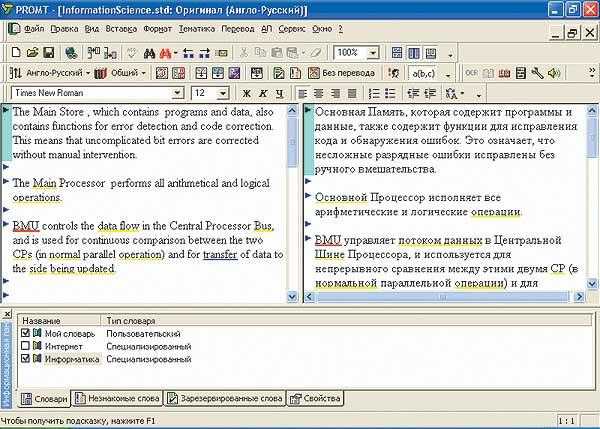 PROMT - [InformationScience.std: Оригинал (Англо-Русский)]
Файл Правка Вид Вставка Формат Тематика Перевод АП Сервис Окно ?
100%
Англо-Русский Общий Без перевода а(b,c)
Times New Roman 12 Ж К Ч
The Main Store , which contains programs and data, also
contains functions for error detection and code correction.
This means that uncomplicated bit errors are corrected
without manual intervention.
The Main Processor performs all arithmetical and logical
operations.
BMU controls the data flow in the Central Processor Bus,
and is used for continuous comparison between the two
CPs (in normal parallel operation) and for transfer of data to
the side being updated.
Основная Память, которая содержит программы и
данные, также содержит функции для исправления
кода и обнаружения ошибок. Это означает, что
несложные разрядные ошибки исправлены без
ручного вмешательства.
Основной Процессор исполняет все
арифметические и логические операции.
BMU управляет потоком данных в Центральной
Шине Процессора, и используется для
непрерывного сравнения между этими двумя CP (в
нормальной параллельной операции) и для
Название Тип словаря
Мой словарь Пользовательский
Интернет Специализированный
Информатика Специализированный
Информационная пан
Словари Незнакомые слова Зарезервированные слова Свойства
Чтобы получить подсказку, нажмите F1 1 : 1